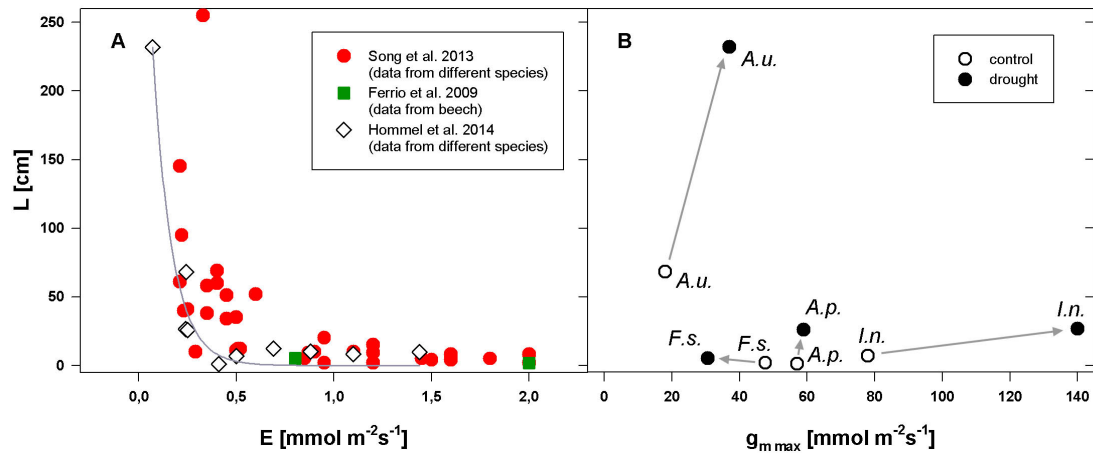 A
Song et al. 2013
(data from different species)
Ferrio et al. 2009
(data from beech)
Hommel et al. 2014
(data from different species)
L [cm]
250
200
150
100
50
0
0,0
0,5
1,0
1,5
2,0
E [mmol m⁻²s⁻¹]
B
control
drought
A.u.
A.u.
A.p.
I.n.
F.s.
F.s.
A.p.
I.n.
0
20
40
60
80
100
120
140
gₘ ₘₐₓ [mmol m⁻²s⁻¹]